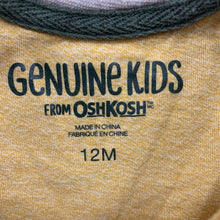 GENUINE KIDS
FROM OSHKOSH
MADE IN CHINA
FABRIQUÉ EN CHINE
12M